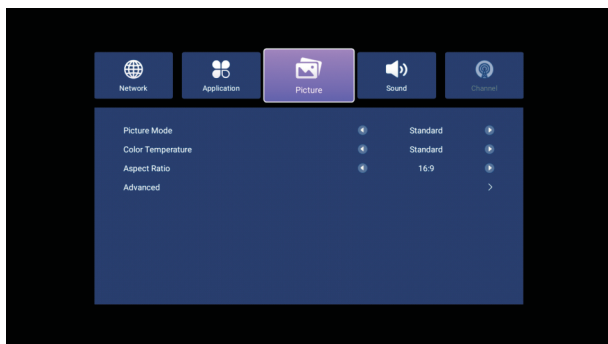 Network Application Picture Sound Channel
Picture Mode Standard
Color Temperature Standard
Aspect Ratio 16:9
Advanced